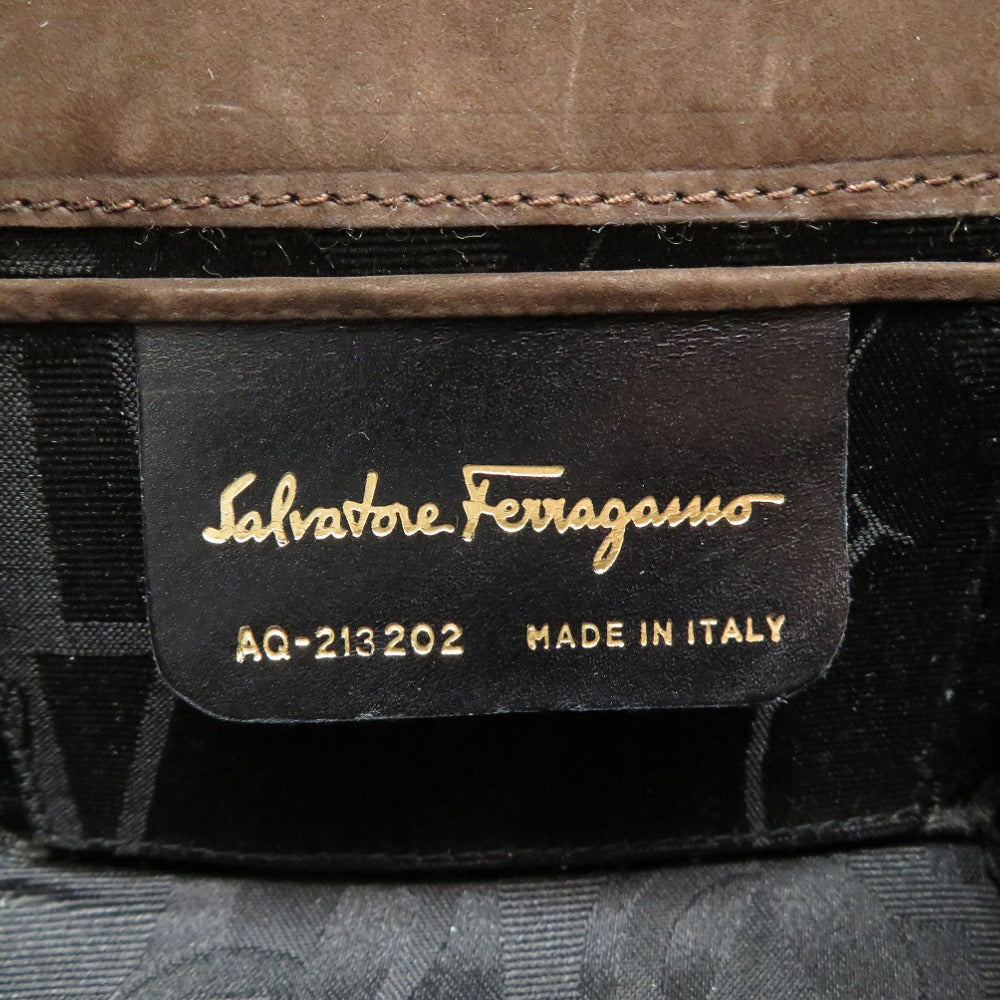 Salvatore Ferragamo
AQ-213202 MADE IN ITALY